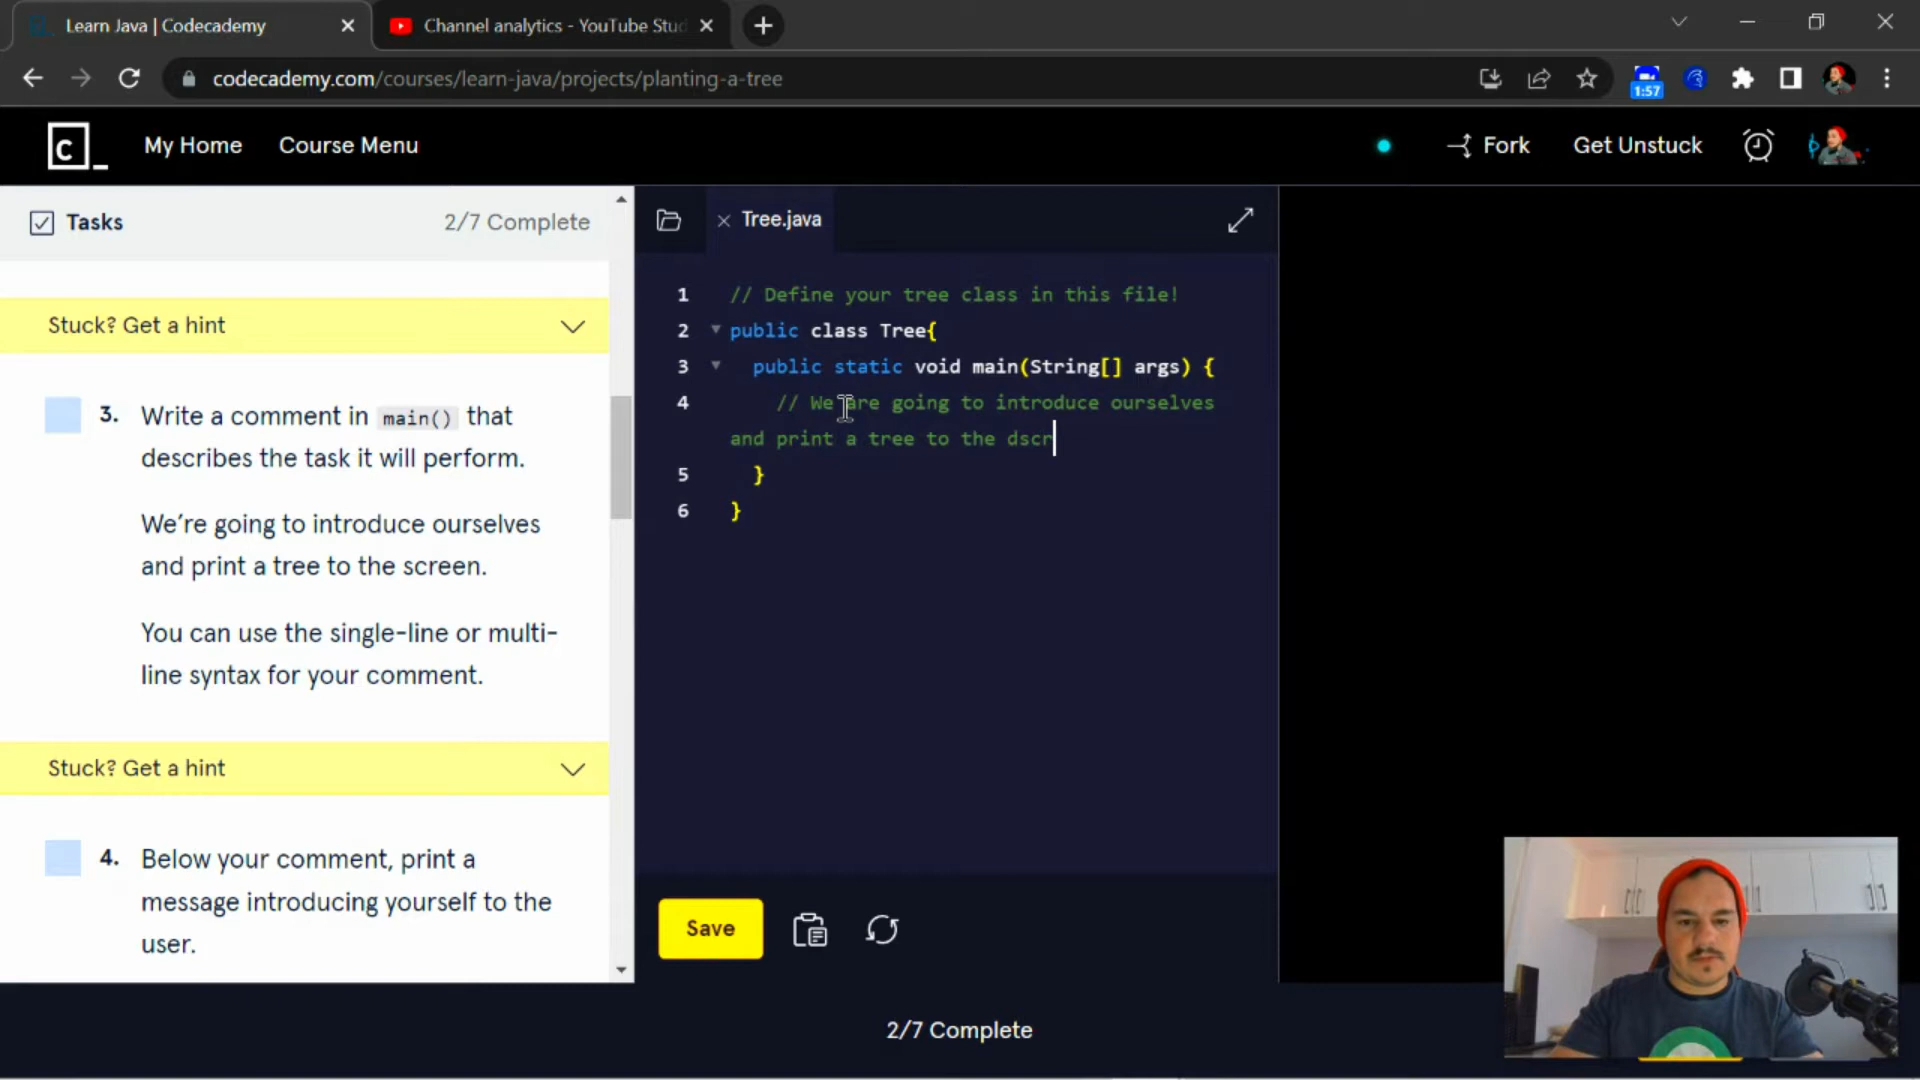 Learn Java | Codecademy
Channel analytics - YouTube Stud
codecademy.com/courses/learn-java/projects/planting-a-tree
1:57
c_
My Home
Course Menu
Fork
Get Unstuck
Tasks
2/7 Complete
Stuck? Get a hint
3. Write a comment in main() that
describes the task it will perform.
We're going to introduce ourselves
and print a tree to the screen.
You can use the single-line or multi-
line syntax for your comment.
Stuck? Get a hint
4. Below your comment, print a
message introducing yourself to the
user.
Tree.java
1 // Define your tree class in this file!
2 public class Tree{
3 public static void main(String[] args) {
4 // We are going to introduce ourselves
and print a tree to the dscr
5 }
6 }
Save
2/7 Complete